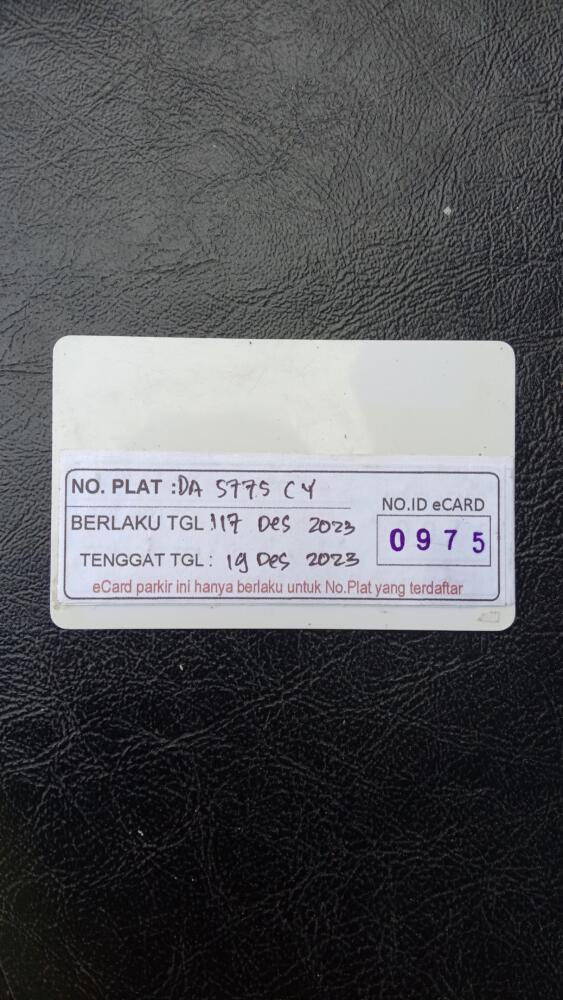 NO. PLAT : DA 5775 CY
NO.ID eCARD
BERLAKU TGL : 17 Des 2023
0975
TENGGAT TGL : 19 Des 2023
eCard parkir ini hanya berlaku untuk No.Plat yang terdaftar